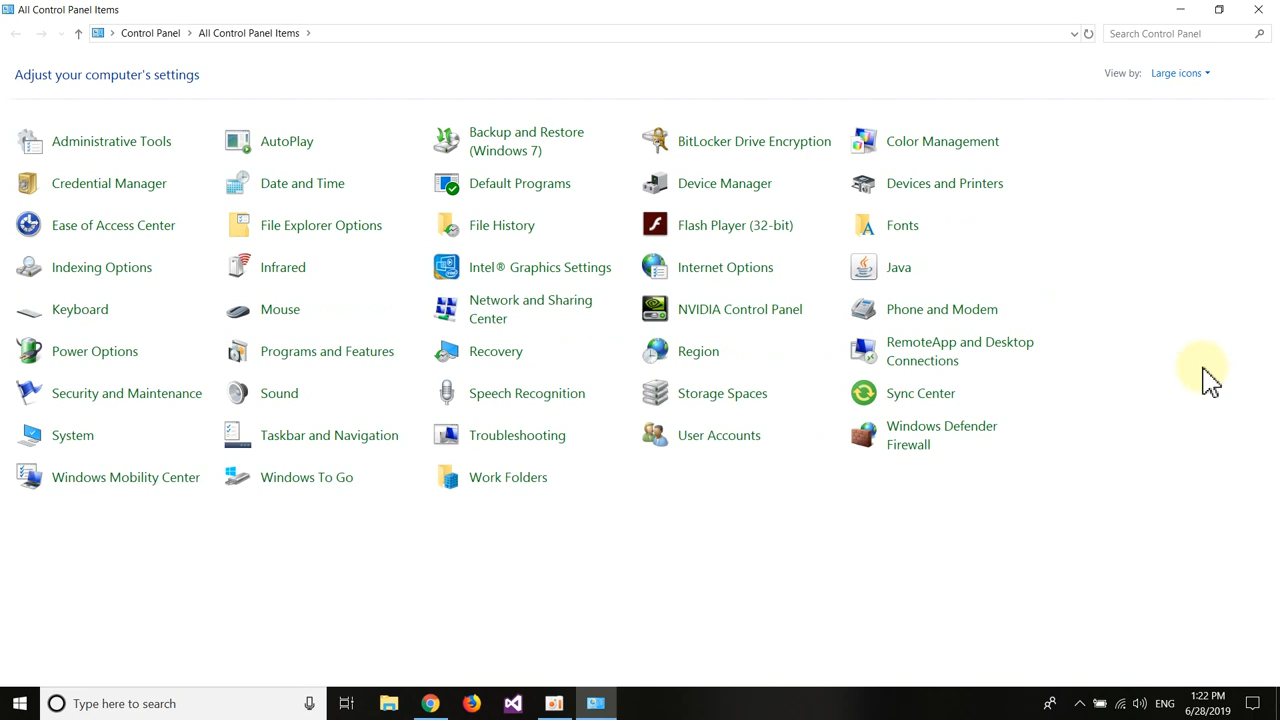 All Control Panel Items
Control Panel All Control Panel Items
Search Control Panel
Adjust your computer's settings
View by: Large icons
Administrative Tools
AutoPlay
Backup and Restore
(Windows 7)
BitLocker Drive Encryption
Color Management
Credential Manager
Date and Time
Default Programs
Device Manager
Devices and Printers
Ease of Access Center
File Explorer Options
File History
Flash Player (32-bit)
Fonts
Indexing Options
Infrared
Intel® Graphics Settings
Internet Options
Java
Keyboard
Mouse
Network and Sharing
Center
NVIDIA Control Panel
Phone and Modem
Power Options
Programs and Features
Recovery
Region
RemoteApp and Desktop
Connections
Security and Maintenance
Sound
Speech Recognition
Storage Spaces
Sync Center
System
Taskbar and Navigation
Troubleshooting
User Accounts
Windows Defender
Firewall
Windows Mobility Center
Windows To Go
Work Folders
Type here to search
ENG
1:22 PM
6/28/2019